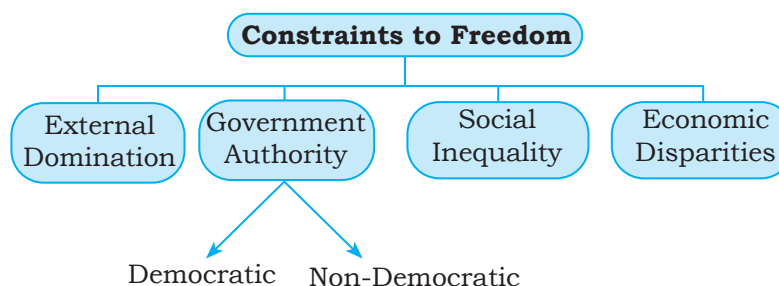 Constraints to Freedom
External
Domination
Government
Authority
Social
Inequality
Economic
Disparities
Democratic
Non-Democratic